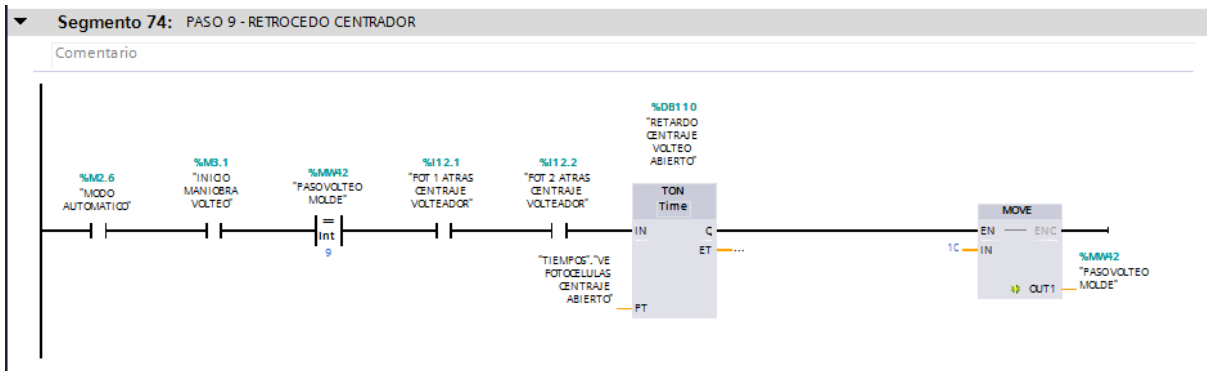 Segmento 74: PASO 9 - RETROCEDO CENTRADOR
Comentario
%DB110
"RETARDO
CENTRAJE
VOLTEO
ABIERTO"
%M2.6
"MODO
AUTOMATICO"
%M3.1
"INICIO
MANIOBRA
VOLTEO"
%MW42
"PASOVOLTEO
MOLDE"
%I12.1
"FOT 1 ATRAS
CENTRAJE
VOLTEADOR"
%I12.2
"FOT 2 ATRAS
CENTRAJE
VOLTEADOR"
TON
Time
MOVE
=
Int
9
IN
Q
ET
...
"TIEMPOS"."VE
FOTOCELULAS
CENTRAJE
ABIERTO"
PT
EN
ENO
10
IN
OUT1
%MW42
"PASOVOLTEO
MOLDE"